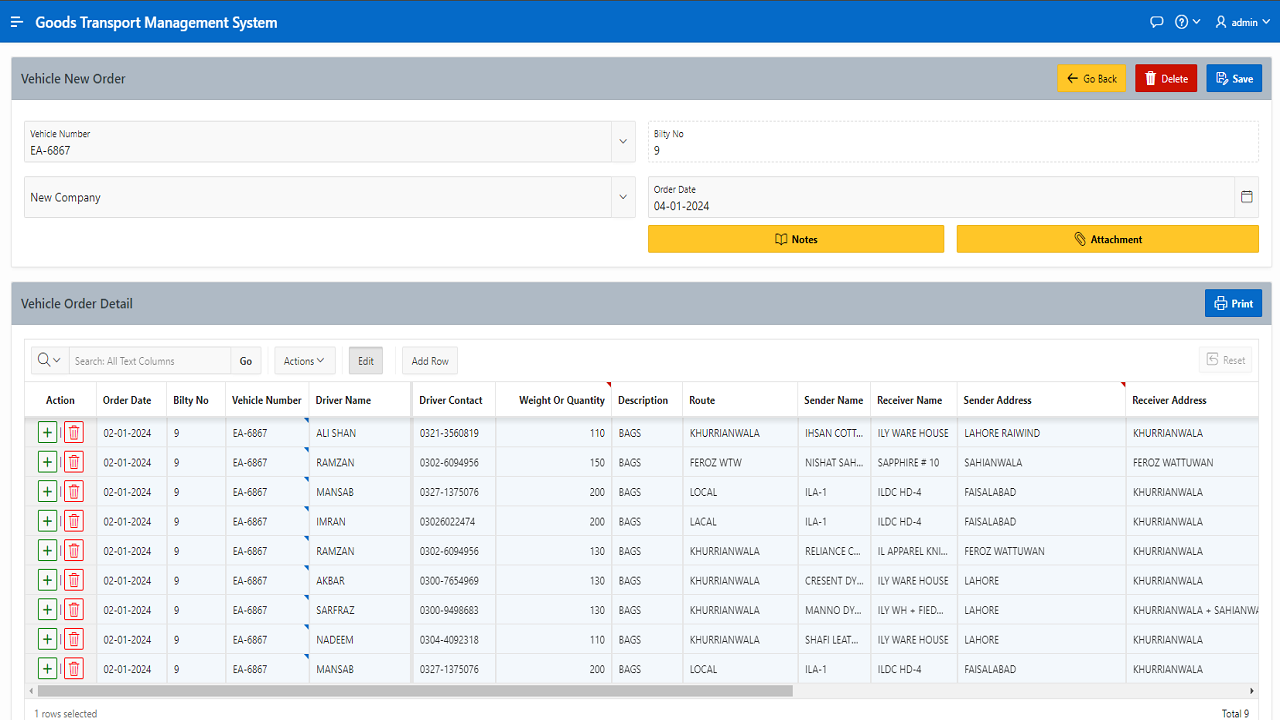 Goods Transport Management System
admin
Vehicle New Order
Go Back
Delete
Save
Vehicle Number
EA-6867
Bilty No
9
New Company
Order Date
04-01-2024
Notes
Attachment
Vehicle Order Detail
Print
Search: All Text Columns
Go
Actions
Edit
Add Row
Reset
Action Order Date Bilty No Vehicle Number Driver Name Driver Contact Weight Or Quantity Description Route Sender Name Receiver Name Sender Address Receiver Address
02-01-2024 9 EA-6867 ALI SHAN 0321-3560819 110 BAGS KHURRIANWALA IHSAN COTT... ILY WARE HOUSE LAHORE RAIWIND KHURRIANWALA
02-01-2024 9 EA-6867 RAMZAN 0302-6094956 150 BAGS FEROZ WTW NISHAT SAH... SAPPHIRE # 10 SAHIANWALA FEROZ WATTUWAN
02-01-2024 9 EA-6867 MANSAB 0327-1375076 200 BAGS LOCAL ILA-1 ILDC HD-4 FAISALABAD KHURRIANWALA
02-01-2024 9 EA-6867 IMRAN 03026022474 200 BAGS LACAL ILA-1 ILDC HD-4 FAISALABAD KHURRIANWALA
02-01-2024 9 EA-6867 RAMZAN 0302-6094956 130 BAGS KHURRIANWALA RELIANCE C... IL APPAREL KNI... FEROZ WATTUWAN KHURRIANWALA
02-01-2024 9 EA-6867 AKBAR 0300-7654969 130 BAGS KHURRIANWALA CRESENT DY... ILY WARE HOUSE LAHORE KHURRIANWALA
02-01-2024 9 EA-6867 SARFRAZ 0300-9498683 130 BAGS KHURRIANWALA MANNO DY... ILY WH + FIED... LAHORE KHURRIANWALA + SAHIANWA
02-01-2024 9 EA-6867 NADEEM 0304-4092318 110 BAGS KHURRIANWALA SHAFI LEAT... ILY WARE HOUSE LAHORE KHURRIANWALA
02-01-2024 9 EA-6867 MANSAB 0327-1375076 200 BAGS LOCAL ILA-1 ILDC HD-4 FAISALABAD KHURRIANWALA
1 rows selected
Total 9